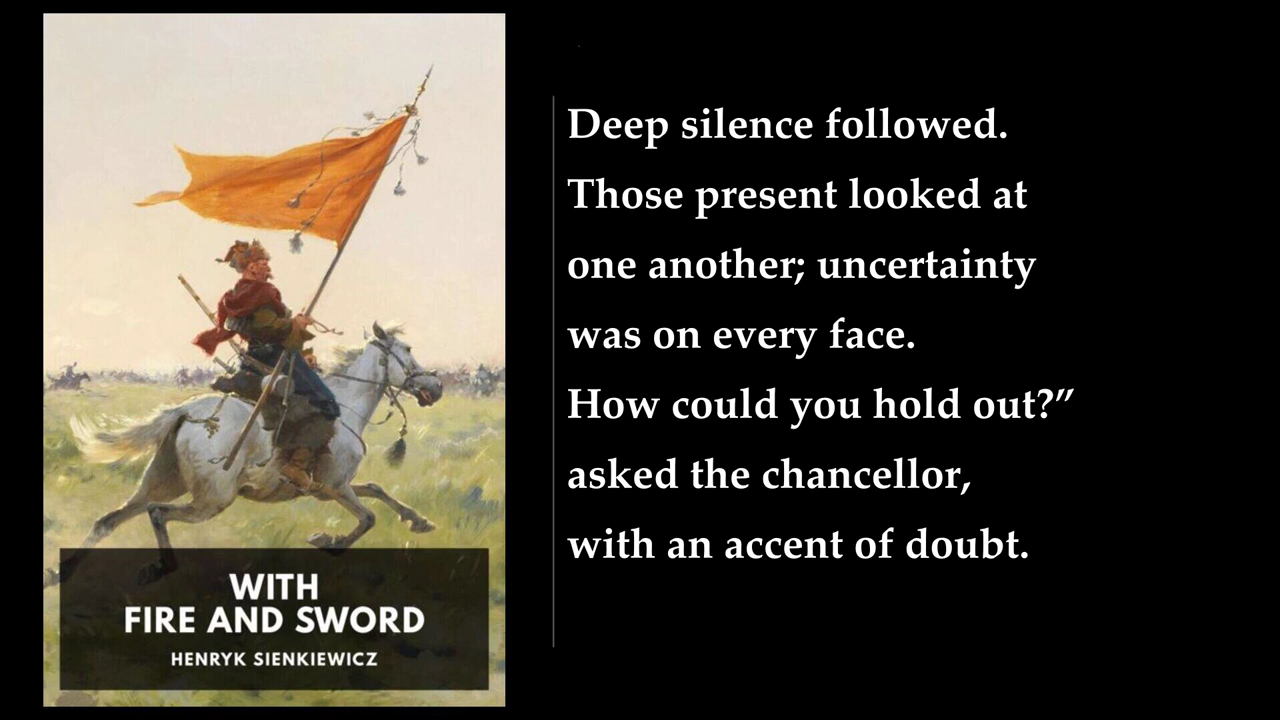 WITH
FIRE AND SWORD
HENRYK SIENKIEWICZ
Deep silence followed.
Those present looked at
one another; uncertainty
was on every face.
How could you hold out?”
asked the chancellor,
with an accent of doubt.